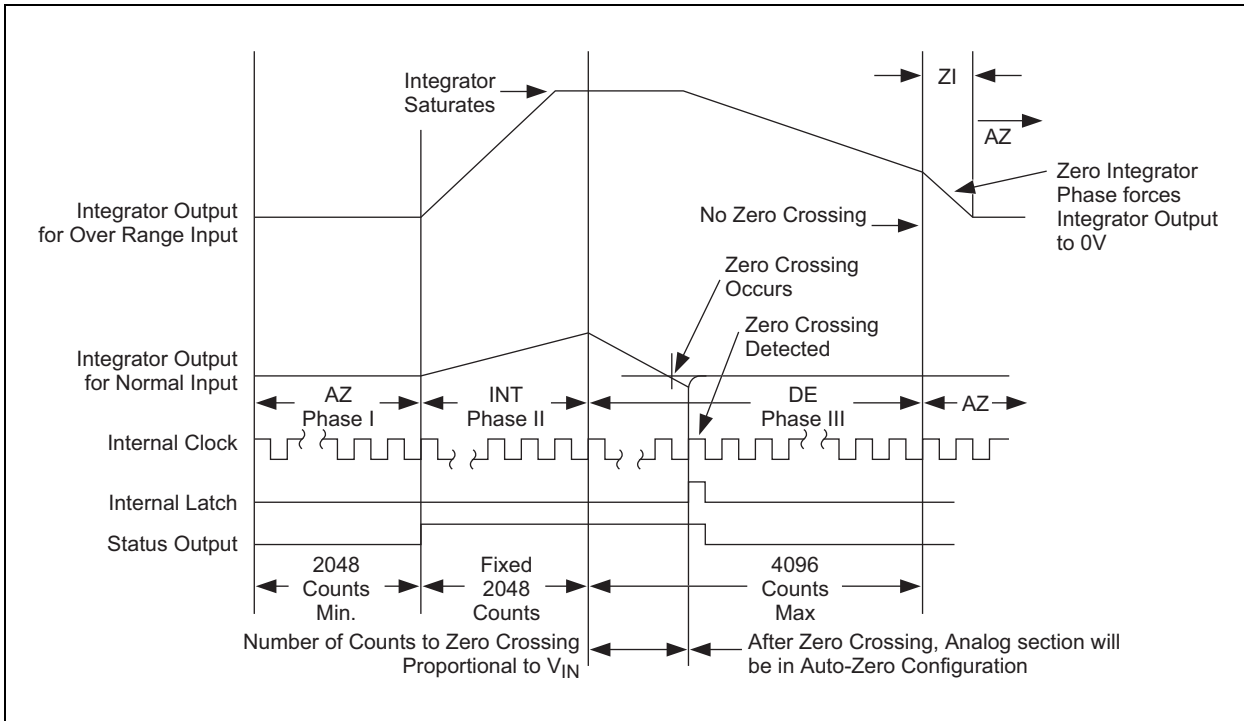 ZI
AZ
Integrator
Saturates
Zero Integrator
Phase forces
Integrator Output
to 0V
Integrator Output
for Over Range Input
No Zero Crossing
Zero Crossing
Occurs
Zero Crossing
Detected
Integrator Output
for Normal Input
AZ
Phase I
INT
Phase II
DE
Phase III
AZ
Internal Clock
Internal Latch
Status Output
2048
Counts
Min.
Fixed
2048
Counts
4096
Counts
Max
Number of Counts to Zero Crossing
Proportional to VIN
After Zero Crossing, Analog section will
be in Auto-Zero Configuration